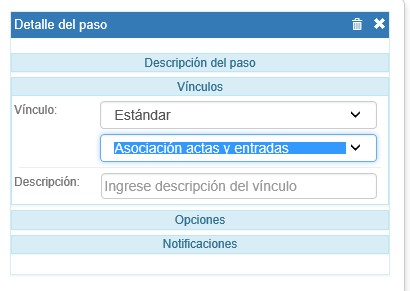 Detalle del paso
Descripción del paso
Vínculos
Vínculo:
Estándar
Asociación actas y entradas
Descripción:
Ingrese descripción del vínculo
Opciones
Notificaciones